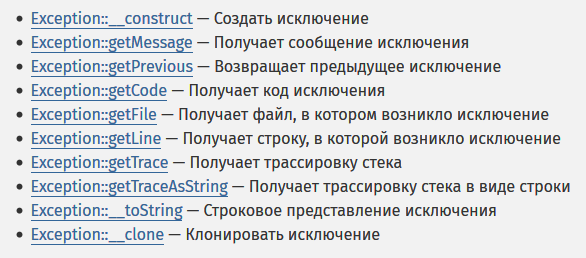 Exception::__construct — Создать исключение
Exception::getMessage — Получает сообщение исключения
Exception::getPrevious — Возвращает предыдущее исключение
Exception::getCode — Получает код исключения
Exception::getFile — Получает файл, в котором возникло исключение
Exception::getLine — Получает строку, в которой возникло исключение
Exception::getTrace — Получает трассировку стека
Exception::getTraceAsString — Получает трассировку стека в виде строки
Exception::__toString — Строковое представление исключения
Exception::__clone — Клонировать исключение